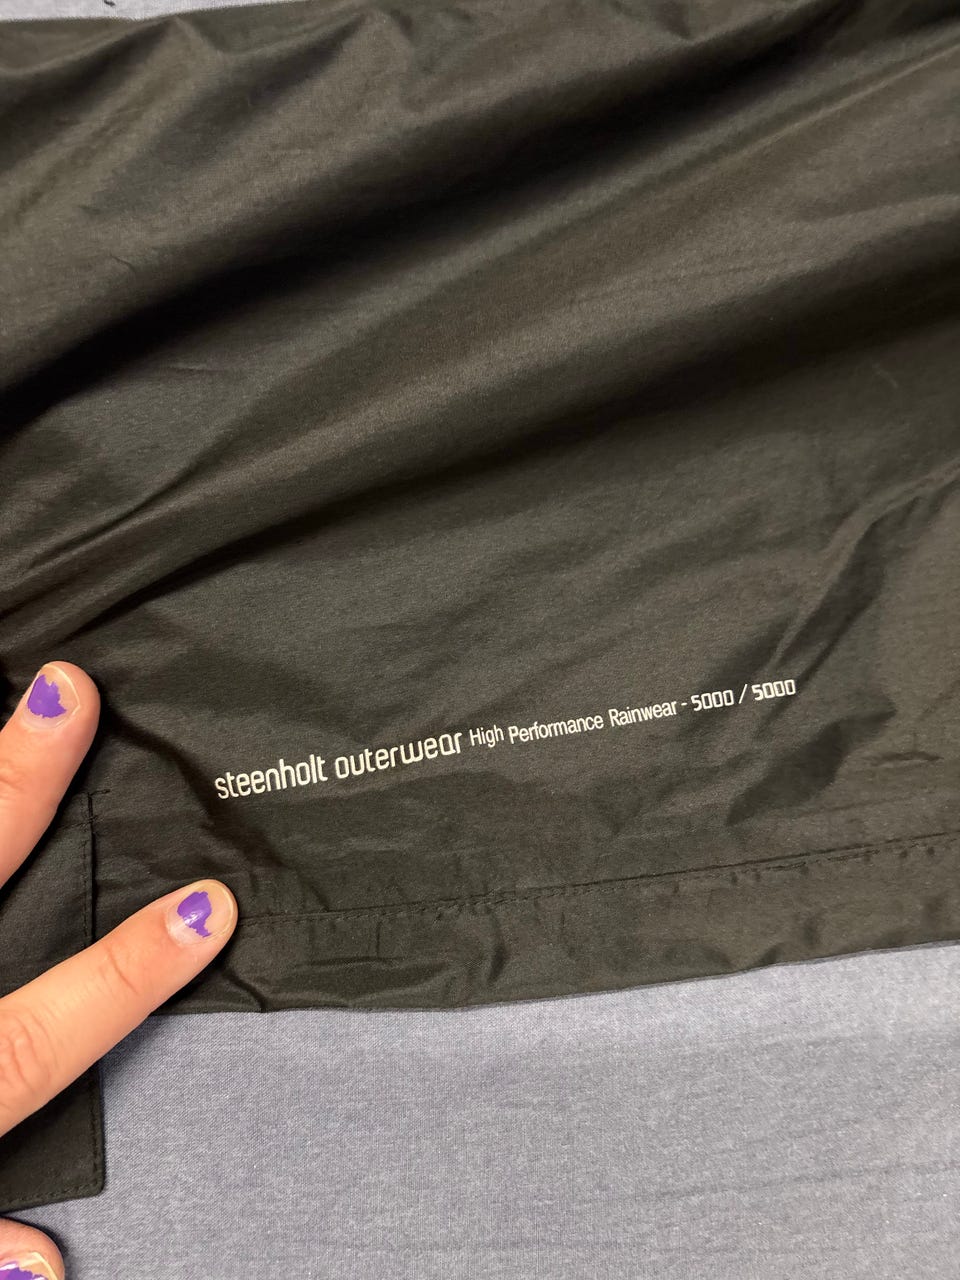 steenholt outerwear High Performance Rainwear - 5000 / 5000